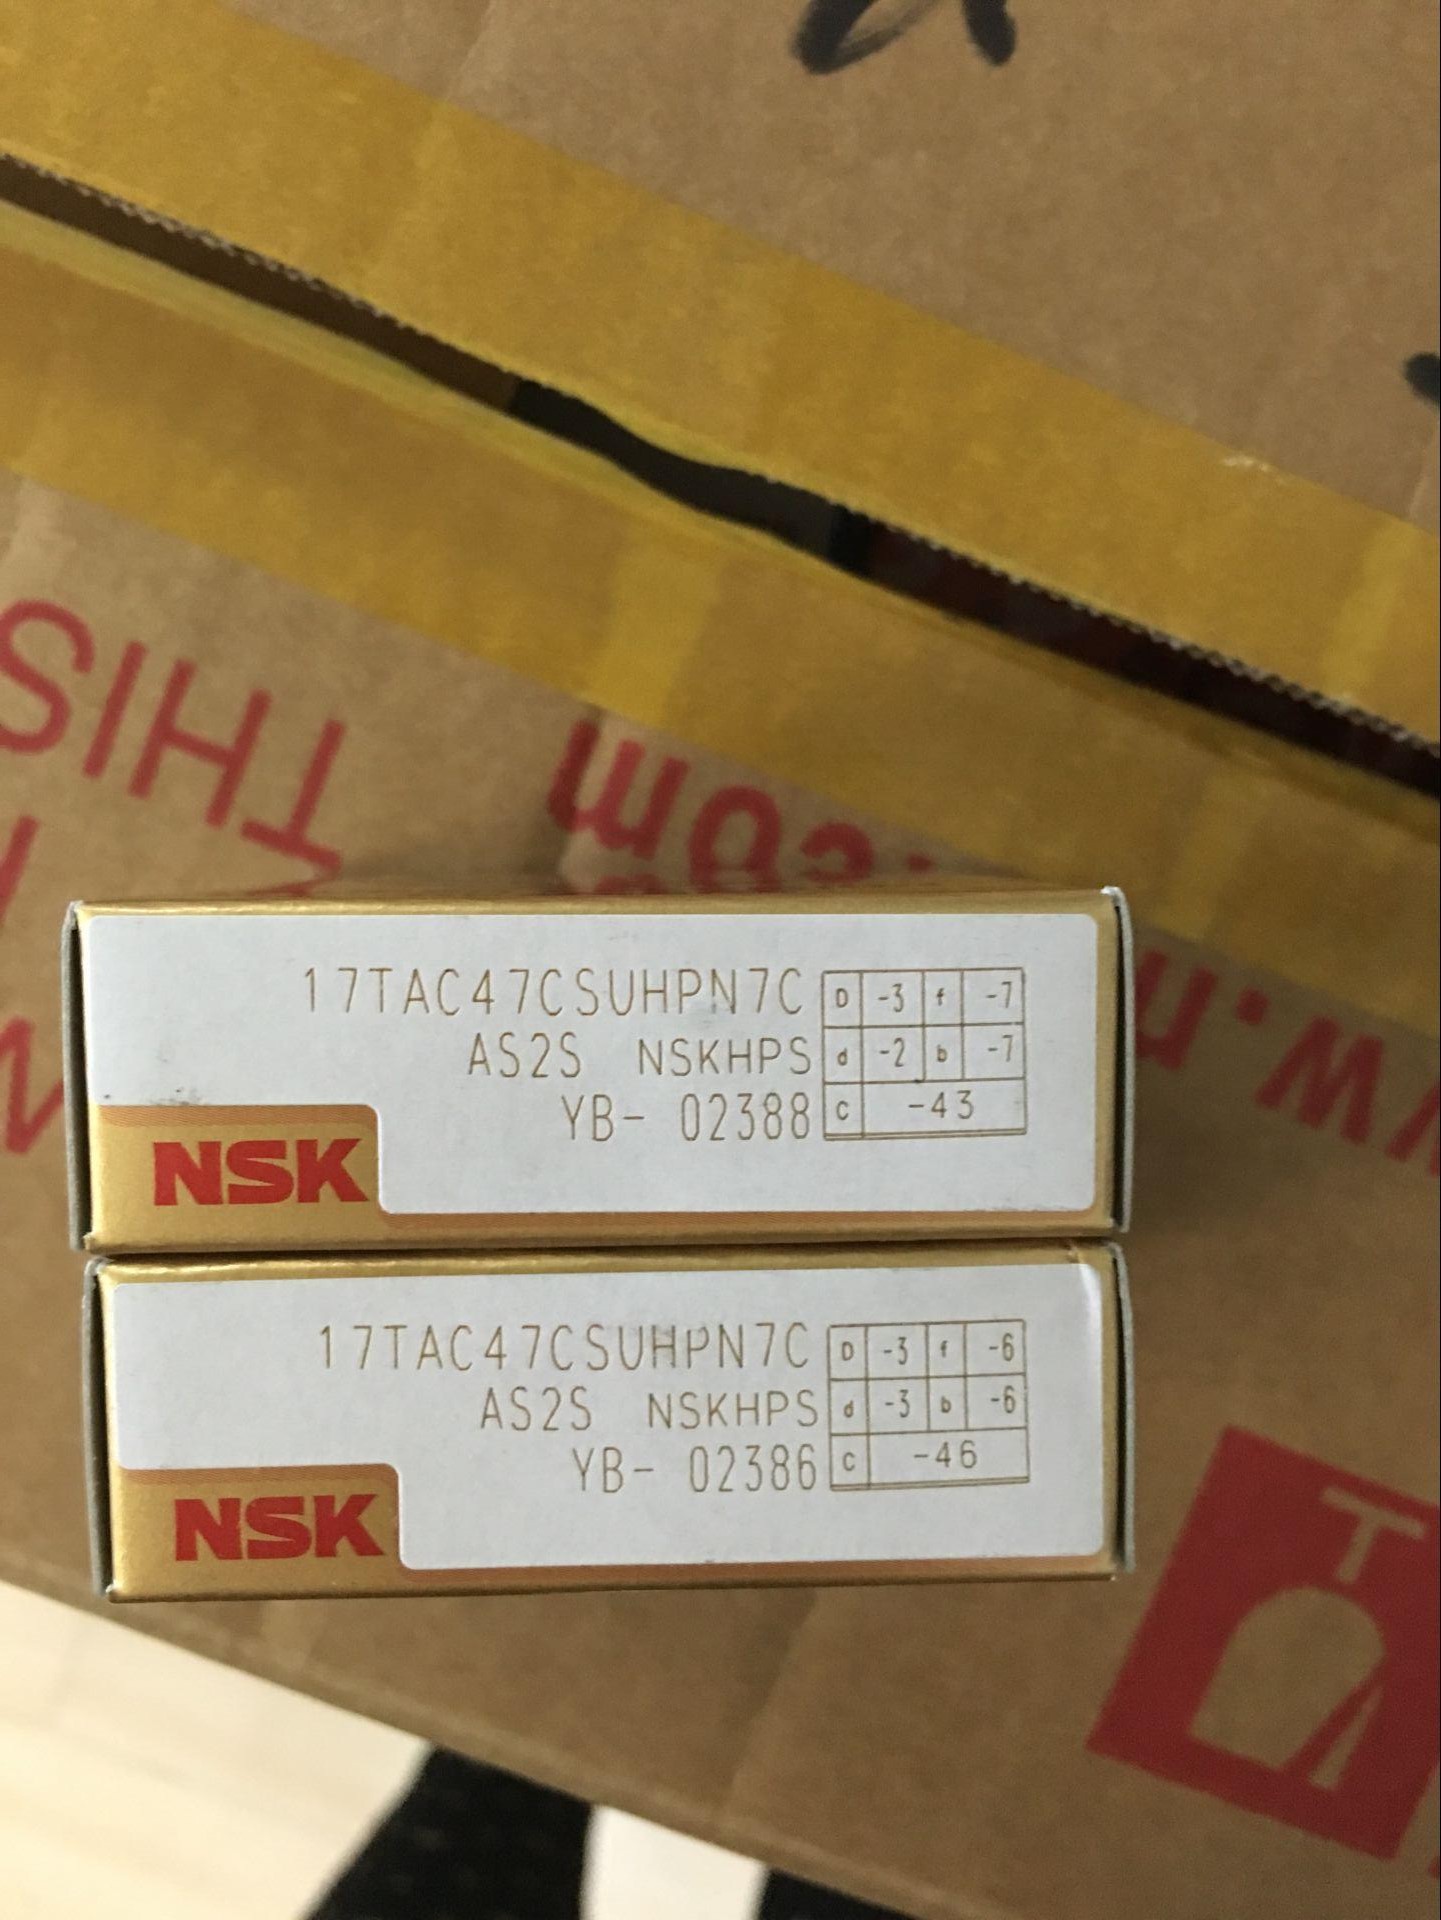 THIS
.com
w.n
17TAC47CSUHPN7C
AS2S NSKHPS
YB- 02388
D -3 f -7
d -2 b -7
C -43
NSK
17TAC47CSUHPN7C
AS2S NSKHPS
YB- 02386
D -3 f -6
d -3 b -6
C -46
NSK